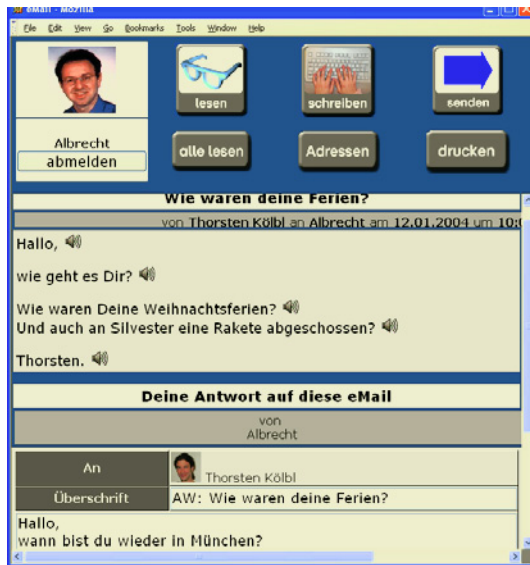 eMail - Mozilla
File Edit View Go Bookmarks Tools Window Help
lesen schreiben senden
Albrecht
abmelden
alle lesen Adressen drucken
Wie waren deine Ferien?
von Thorsten Kölbl an Albrecht am 12.01.2004 um 10:
Hallo,
wie geht es Dir?
Wie waren Deine Weihnachtsferien?
Und auch an Silvester eine Rakete abgeschossen?
Thorsten.
Deine Antwort auf diese eMail
von
Albrecht
An Thorsten Kölbl
Überschrift AW: Wie waren deine Ferien?
Hallo,
wann bist du wieder in München?